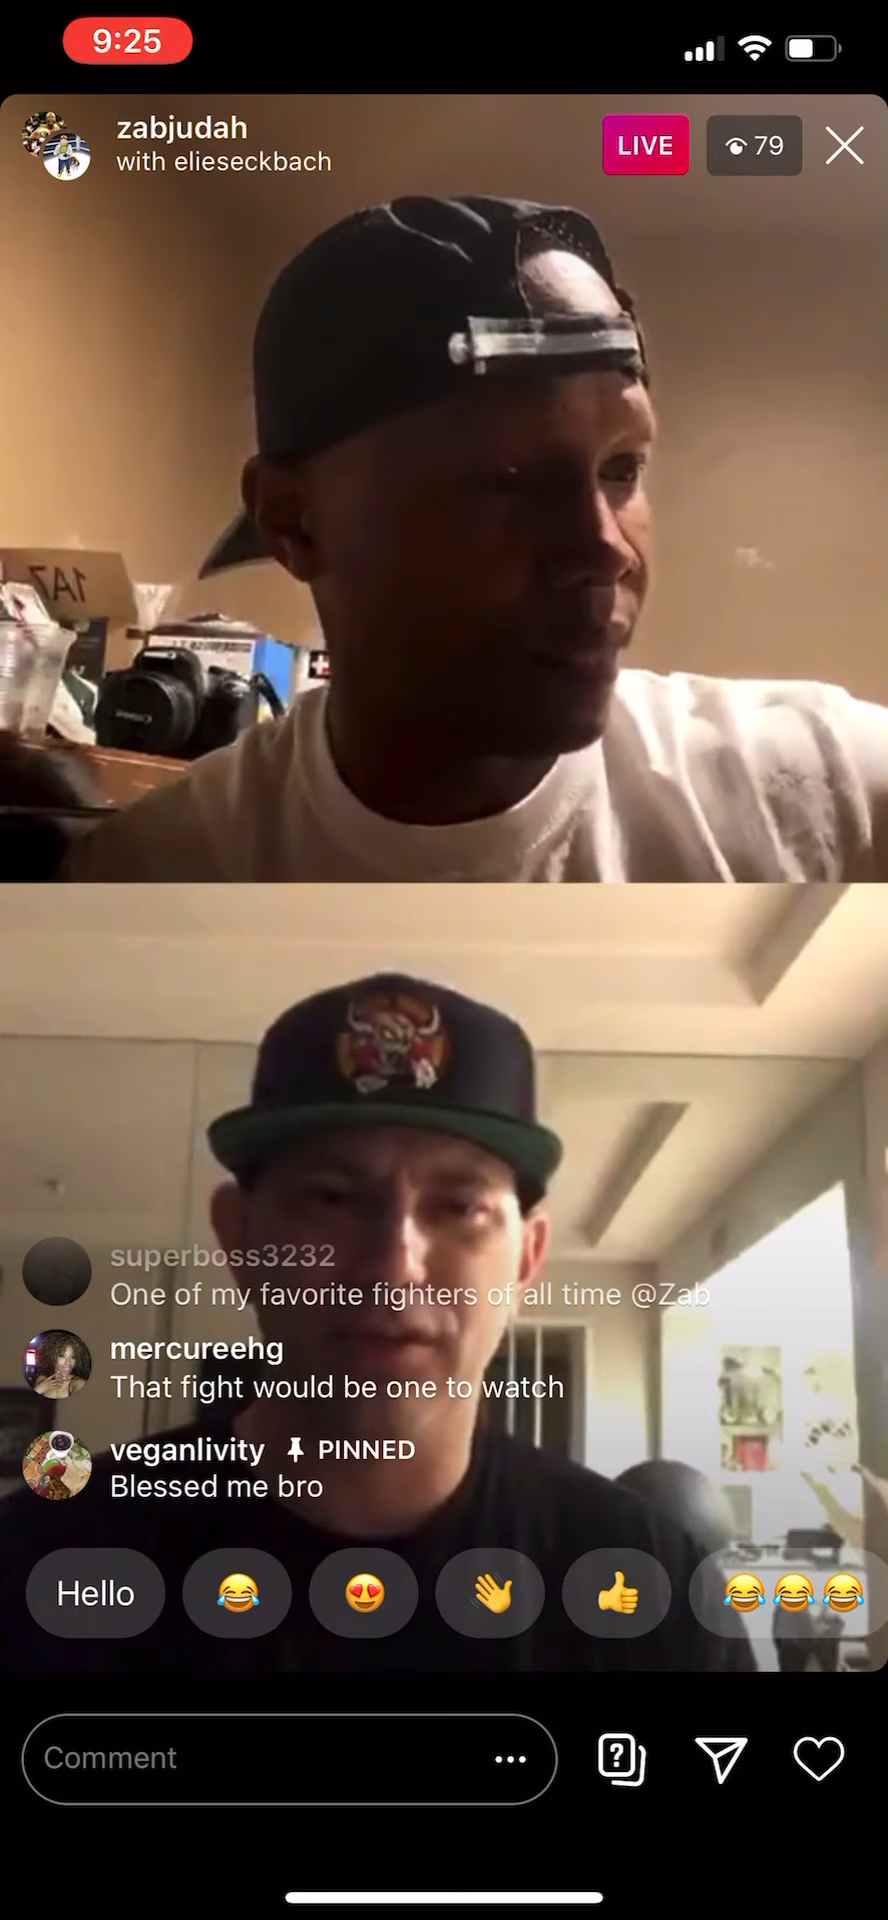 9:25
zabjudah
with elieseckbach
LIVE
79
1A7
superboss3232
One of my favorite fighters of all time @Zab
mercureehg
That fight would be one to watch
veganlivity PINNED
Blessed me bro
Hello
Comment